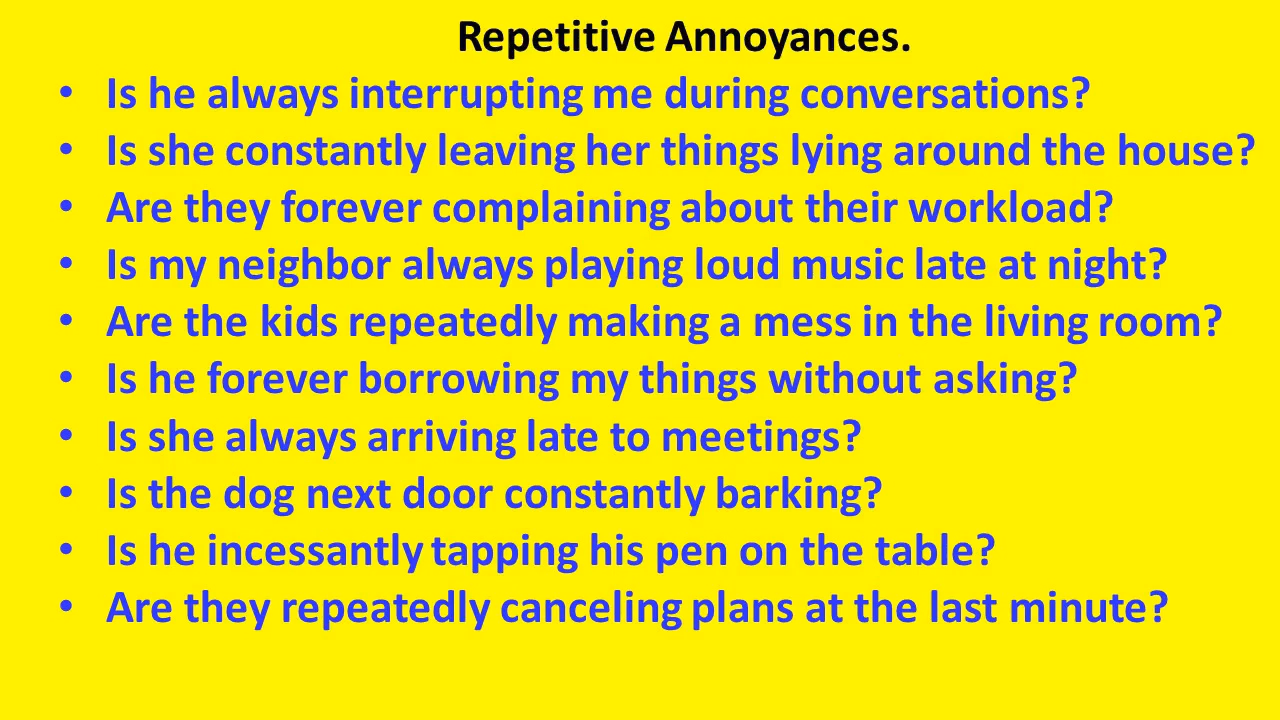 Repetitive Annoyances.
• Is he always interrupting me during conversations?
• Is she constantly leaving her things lying around the house?
• Are they forever complaining about their workload?
• Is my neighbor always playing loud music late at night?
• Are the kids repeatedly making a mess in the living room?
• Is he forever borrowing my things without asking?
• Is she always arriving late to meetings?
• Is the dog next door constantly barking?
• Is he incessantly tapping his pen on the table?
• Are they repeatedly canceling plans at the last minute?